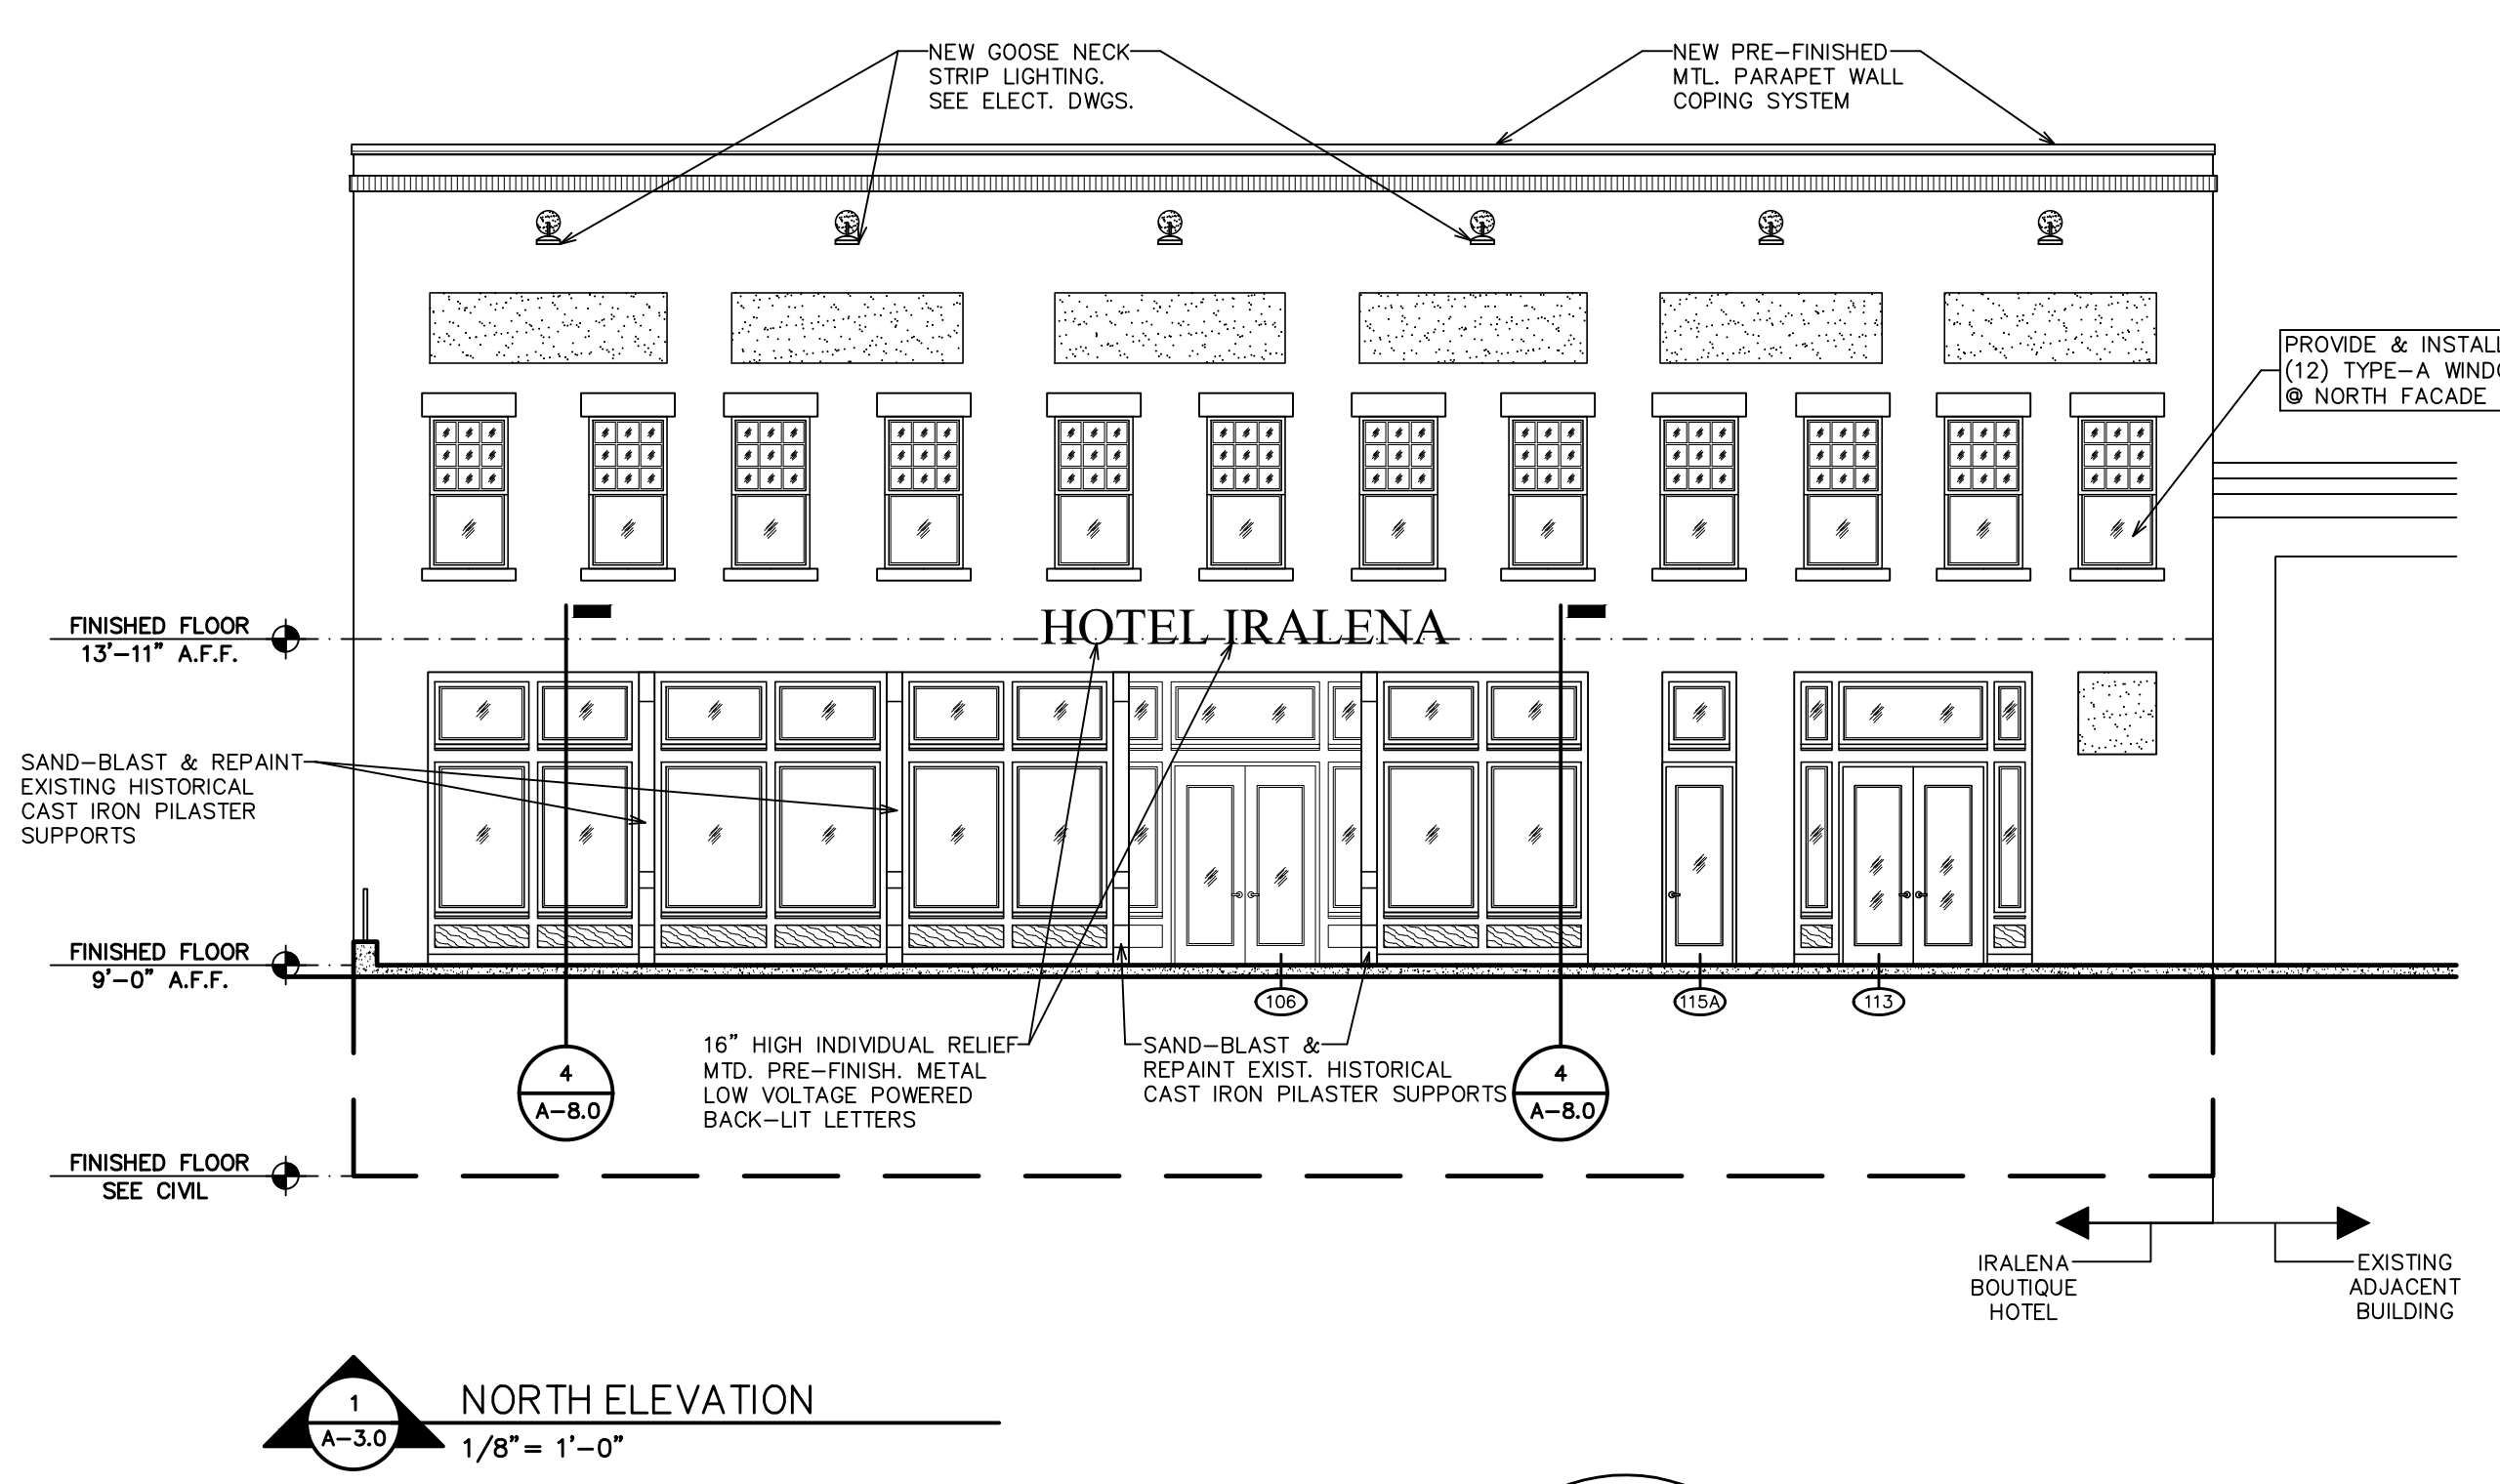 NEW GOOSE NECK
STRIP LIGHTING.
SEE ELECT. DWGS.
NEW PRE-FINISHED
MTL. PARAPET WALL
COPING SYSTEM
PROVIDE & INSTALL
(12) TYPE-A
@ NORTH FACADE
FINISHED FLOOR
13'-11" A.F.F.
HOTEL IRALENA
SAND-BLAST & REPAINT
EXISTING HISTORICAL
CAST IRON PILASTER
SUPPORTS
FINISHED FLOOR
9'-0" A.F.F.
106
115A
113
16" HIGH INDIVIDUAL RELIEF
MTD. PRE-FINISH. METAL
LOW VOLTAGE POWERED
BACK-LIT LETTERS
SAND-BLAST &
REPAINT EXIST. HISTORICAL
CAST IRON PILASTER SUPPORTS
4
A-8.0
4
A-8.0
FINISHED FLOOR
SEE CIVIL
IRALENA
BOUTIQUE
HOTEL
EXISTING
ADJACENT
BUILDING
1
A-3.0
NORTH ELEVATION
1/8"= 1'-0"